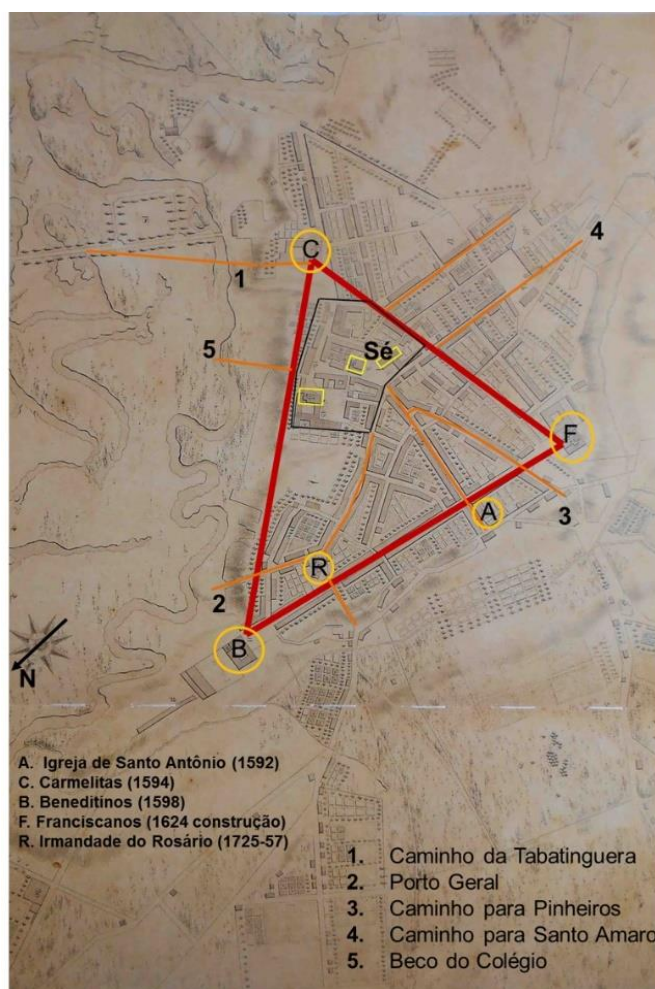 4
C
1
5
Sé
F
3
A
R
2
B
N
A. Igreja de Santo Antônio (1592)
C. Carmelitas (1594)
B. Beneditinos (1598)
F. Franciscanos (1624 construção)
R. Irmandade do Rosário (1725-57)
1. Caminho da Tabatinguera
2. Porto Geral
3. Caminho para Pinheiros
4. Caminho para Santo Amaro
5. Beco do Colégio